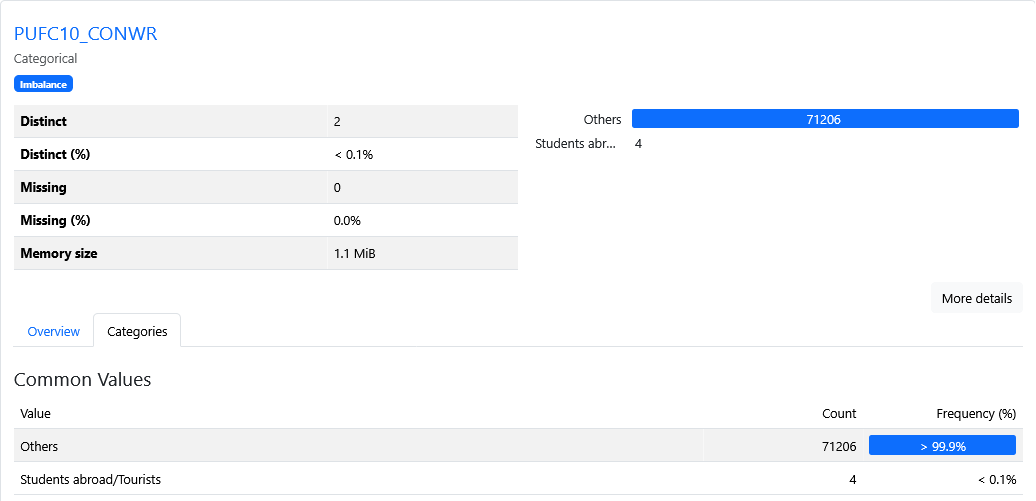 PUFC10_CONWR
Categorical
Imbalance
Distinct 2
Distinct (%) < 0.1%
Missing 0
Missing (%) 0.0%
Memory size 1.1 MiB
Others 71206
Students abr... 4
More details
Overview Categories
Common Values
Value Count Frequency (%)
Others 71206 > 99.9%
Students abroad/Tourists 4 < 0.1%